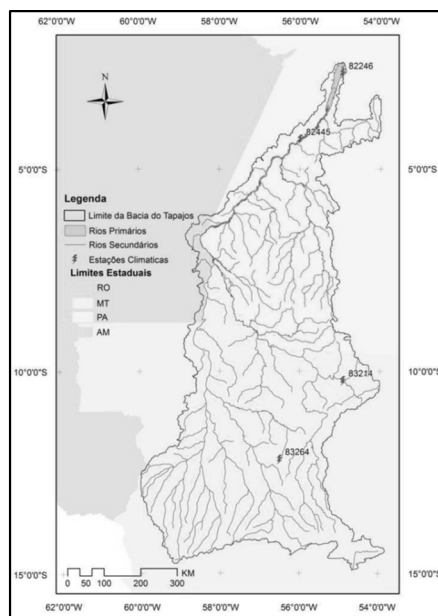 62°0'0"W 60°0'0"W 58°0'0"W 56°0'0"W 54°0'0"W
N
82246
82445
5°0'0"S 5°0'0"S
Legenda
Limite da Bacia do Tapajos
Rios Primários
Rios Secundários
Estações Climaticas
Limites Estaduais
RO
MT
PA
AM
10°0'0"S 10°0'0"S
83214
83264
KM
0 50 100 200 300
15°0'0"S 15°0'0"S
62°0'0"W 60°0'0"W 58°0'0"W 56°0'0"W 54°0'0"W